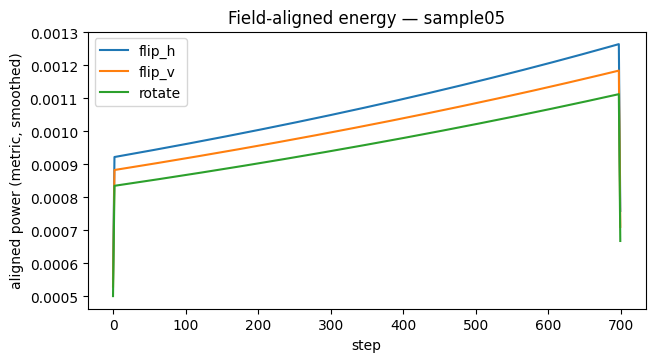 Field-aligned energy — sample05
aligned power (metric, smoothed)
0.0013
0.0012
0.0011
0.0010
0.0009
0.0008
0.0007
0.0006
0.0005
flip_h
flip_v
rotate
0 100 200 300 400 500 600 700
step